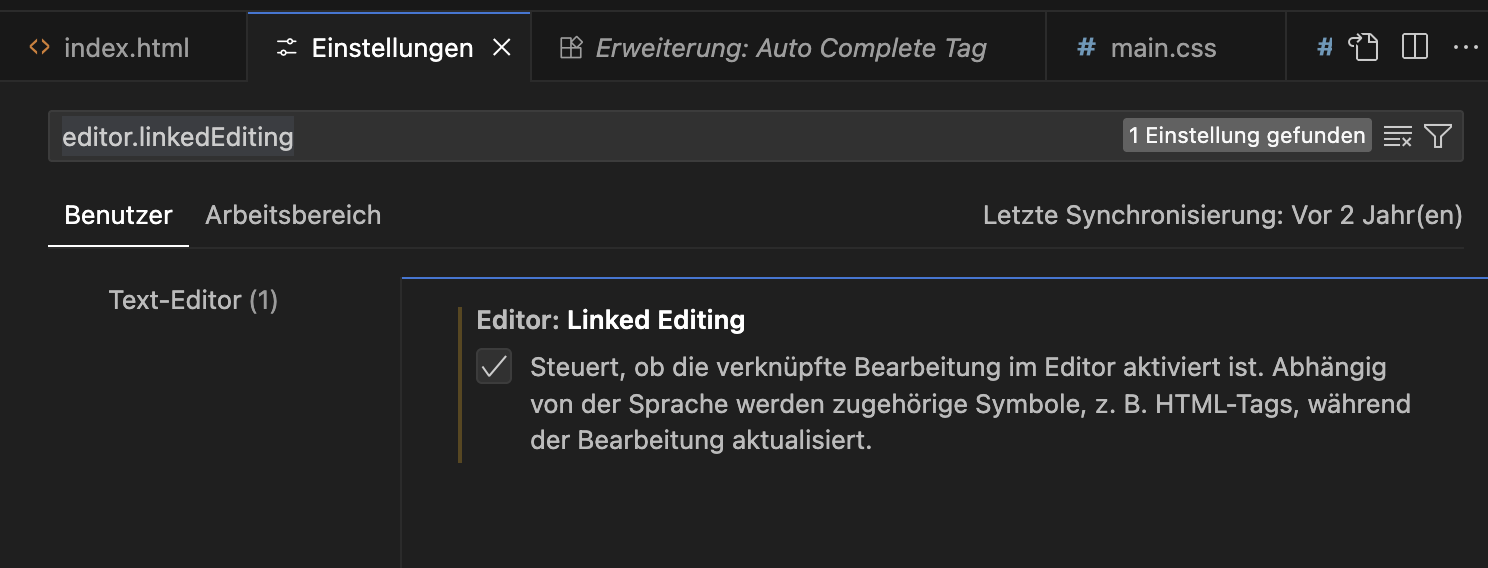 index.html
Einstellungen
Erweiterung: Auto Complete Tag
# main.css
#
editor.linkedEditing
1 Einstellung gefunden
Benutzer
Arbeitsbereich
Letzte Synchronisierung: Vor 2 Jahr(en)
Text-Editor (1)
Editor: Linked Editing
Steuert, ob die verknüpfte Bearbeitung im Editor aktiviert ist. Abhängig
von der Sprache werden zugehörige Symbole, z. B. HTML-Tags, während
der Bearbeitung aktualisiert.